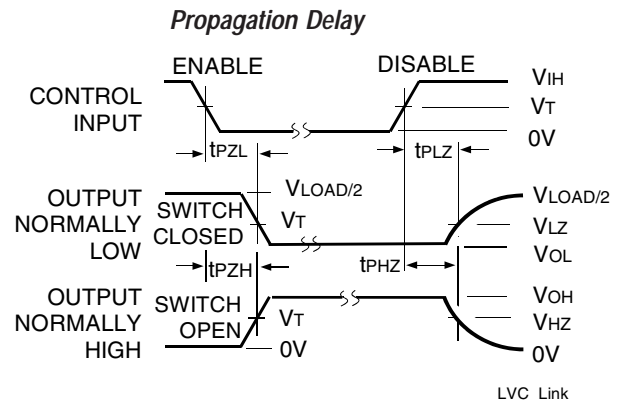 Propagation Delay
ENABLE
DISABLE
CONTROL
INPUT
VIH
VT
0V
tPZL
tPLZ
OUTPUT
NORMALLY
LOW
SWITCH
CLOSED
VLOAD/2
VT
VLOAD/2
VLZ
VOL
tPZH
tPHZ
OUTPUT
NORMALLY
HIGH
SWITCH
OPEN
VT
0V
VOH
VHZ
0V
LVC Link